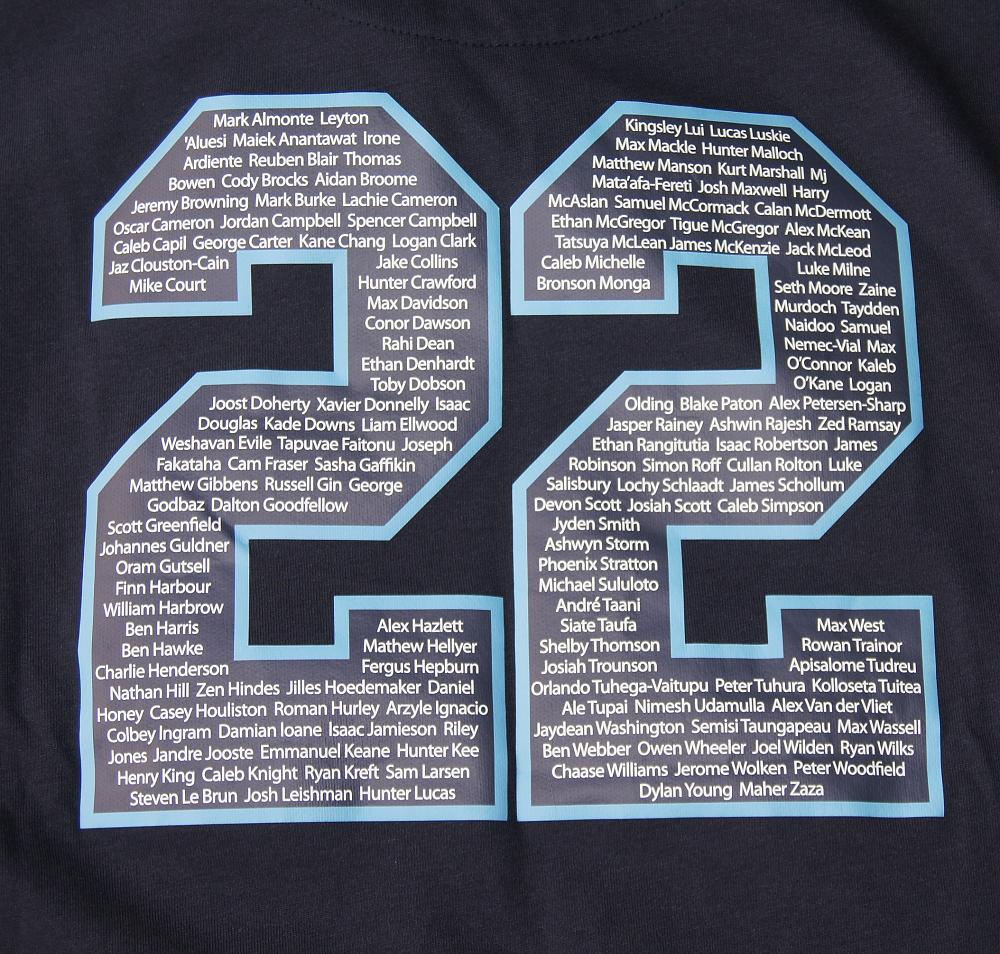 Mark Almonte Leyton
'Aluesi Maiek Anantawat Irone
Ardiente Reuben Blair Thomas
Bowen Cody Brocks Aidan Broome
Jeremy Browning Mark Burke Lachie Cameron
Oscar Cameron Jordan Campbell Spencer Campbell
Caleb Capil George Carter Kane Chang Logan Clark
Jaz Clouston-Cain Jake Collins
Mike Court Hunter Crawford
Max Davidson
Conor Dawson
Rahi Dean
Ethan Denhardt
Toby Dobson
Joost Doherty Xavier Donnelly Isaac
Douglas Kade Downs Liam Ellwood
Weshavan Evile Tapuvae Faitonu Joseph
Fakataha Cam Fraser Sasha Gaffikin
Matthew Gibbens Russell Gin George
Godbaz Dalton Goodfellow
Scott Greenfield
Johannes Guldner
Oram Gutsell
Finn Harbour
William Harbrow
Ben Harris Alex Hazlett
Ben Hawke Mathew Hellyer
Charlie Henderson Fergus Hepburn
Nathan Hill Zen Hindes Jilles Hoedemaker Daniel
Honey Casey Houliston Roman Hurley Arzyle Ignacio
Colbey Ingram Damian Ioane Isaac Jamieson Riley
Jones Jandre Jooste Emmanuel Keane Hunter Kee
Henry King Caleb Knight Ryan Kreft Sam Larsen
Steven Le Brun Josh Leishman Hunter Lucas
Kingsley Lui Lucas Luskie
Max Mackle Hunter Malloch
Matthew Manson Kurt Marshall Mj
Mata'afa-Fereti Josh Maxwell Harry
McAslan Samuel McCormack Calan McDermott
Ethan McGregor Tigue McGregor Alex McKean
Tatsuya McLean James McKenzie Jack McLeod
Caleb Michelle Luke Milne
Bronson Monga Seth Moore Zaine
Murdoch Taydden
Naidoo Samuel
Nemec-Vial Max
O'Connor Kaleb
O'Kane Logan
Olding Blake Paton Alex Petersen-Sharp
Jasper Rainey Ashwin Rajesh Zed Ramsay
Ethan Rangitutia Isaac Robertson James
Robinson Simon Roff Cullan Rolton Luke
Salisbury Lochy Schlaadt James Schollum
Devon Scott Josiah Scott Caleb Simpson
Jyden Smith
Ashwyn Storm
Phoenix Stratton
Michael Sululoto
André Taani
Siate Taufa Max West
Shelby Thomson Rowan Trainor
Josiah Trounson Apisalome Tudreu
Orlando Tuhega-Vaitupu Peter Tuhura Kolloseta Tuitea
Ale Tupai Nimesh Udamulla Alex Van der Vliet
Jaydean Washington Semisi Taungapeau Max Wassell
Ben Webber Owen Wheeler Joel Wilden Ryan Wilks
Chaase Williams Jerome Wolken Peter Woodfield
Dylan Young Maher Zaza